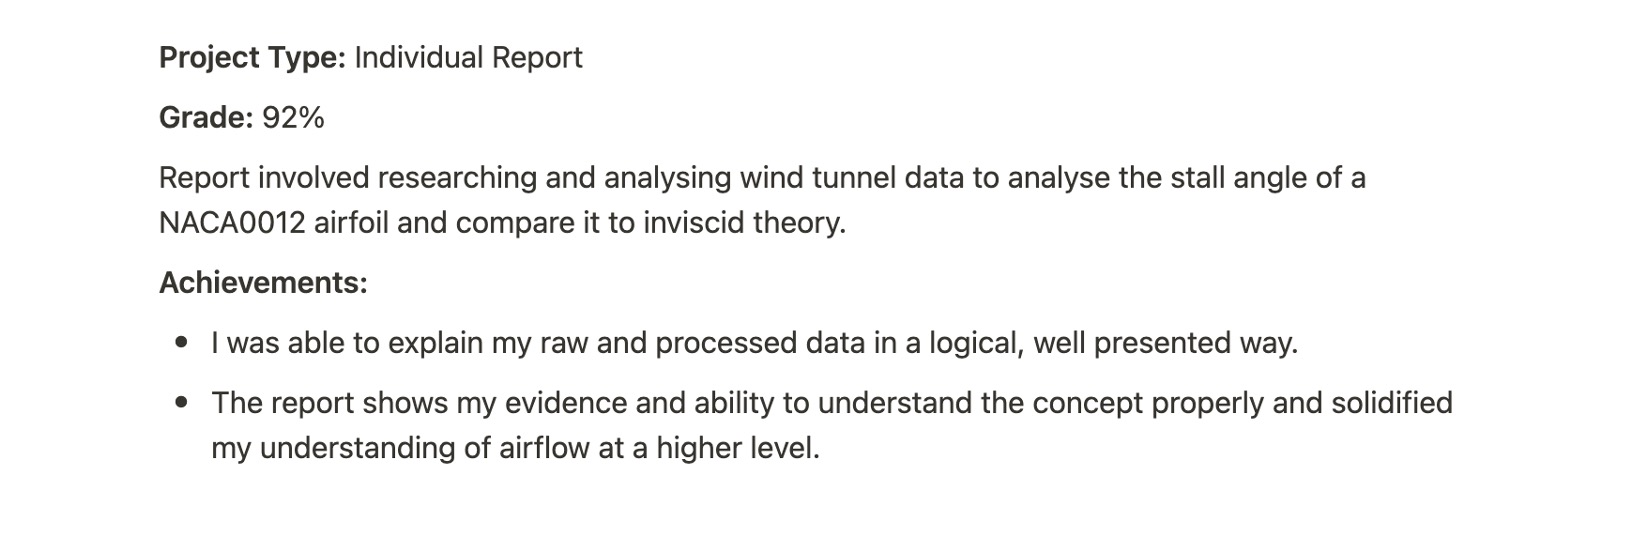 Project Type: Individual Report
Grade: 92%
Report involved researching and analysing wind tunnel data to analyse the stall angle of a
NACA0012 airfoil and compare it to inviscid theory.
Achievements:
• I was able to explain my raw and processed data in a logical, well presented way.
• The report shows my evidence and ability to understand the concept properly and solidified
my understanding of airflow at a higher level.